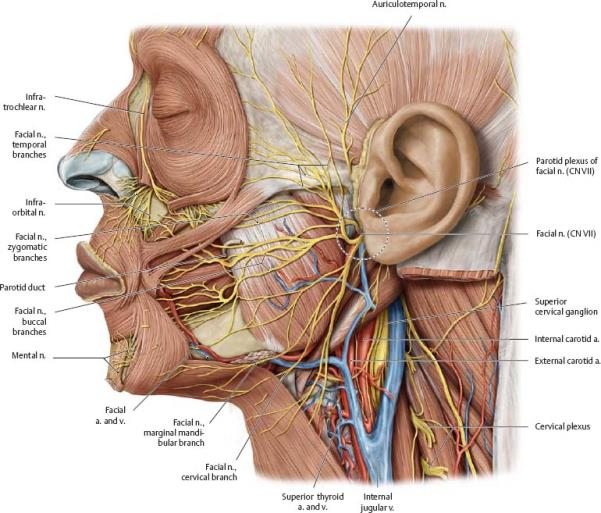 Auriculotemporal n.
Infra-
trochlear n.
Facial n.,
temporal
branches
Infra-
orbital n.
Facial n.,
zygomatic
branches
Parotid duct
Facial n.,
buccal
branches
Mental n.
Facial
a. and v.
Facial n.,
marginal mandi-
bular branch
Facial n.,
cervical branch
Superior thyroid
a. and v.
Internal
jugular v.
Parotid plexus of
facial n. (CN VII)
Facial n. (CN VII)
Superior
cervical ganglion
Internal carotid a.
External carotid a.
Cervical plexus